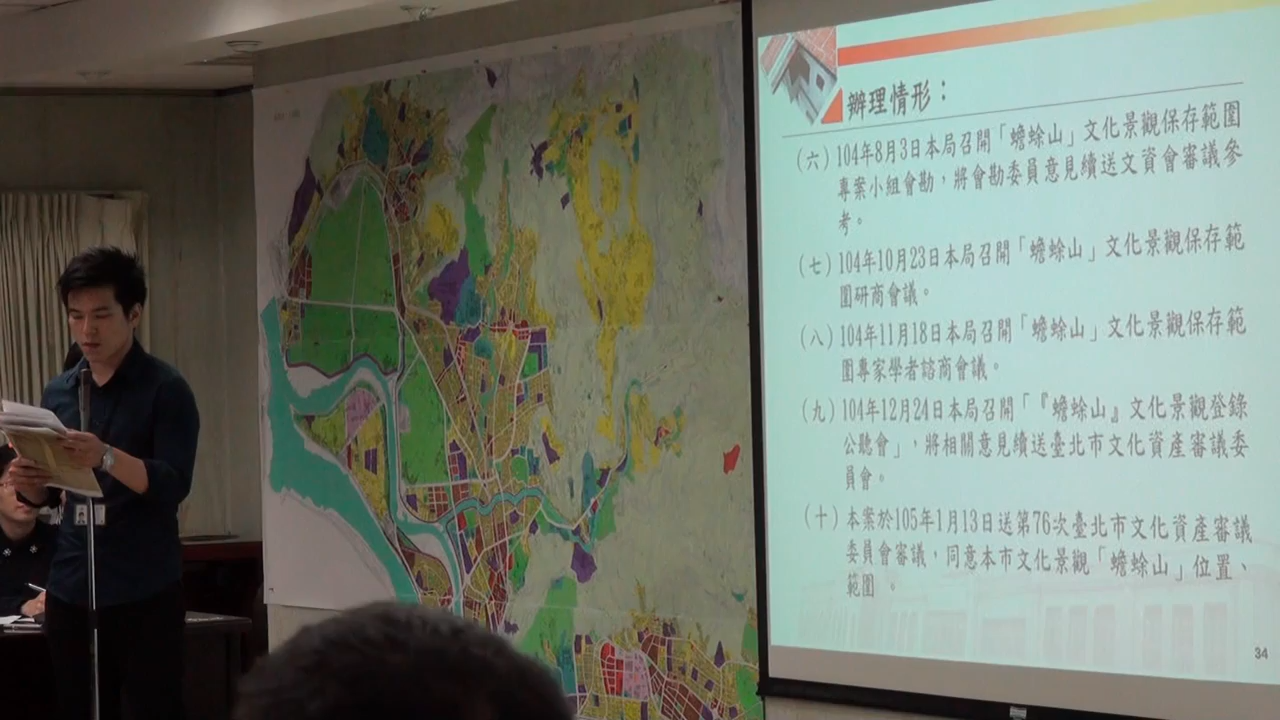 辦理情形：
（六）104年8月3日本局召開「蟾蜍山」文化景觀保存範圍
專案小組會勘，將會勘委員意見續送文資會審議參
考。
（七）104年10月23日本局召開「蟾蜍山」文化景觀保存範
圍研商會議。
（八）104年11月18日本局召開「蟾蜍山」文化景觀保存範
圍專家學者諮商會議。
（九）104年12月24日本局召開「『蟾蜍山』文化景觀登錄
公聽會」，將相關意見續送臺北市文化資產審議委
員會。
（十）本案於105年1月13日送第76次臺北市文化資產審議
委員會審議，同意本市文化景觀「蟾蜍山」位置、
範圍 。
34